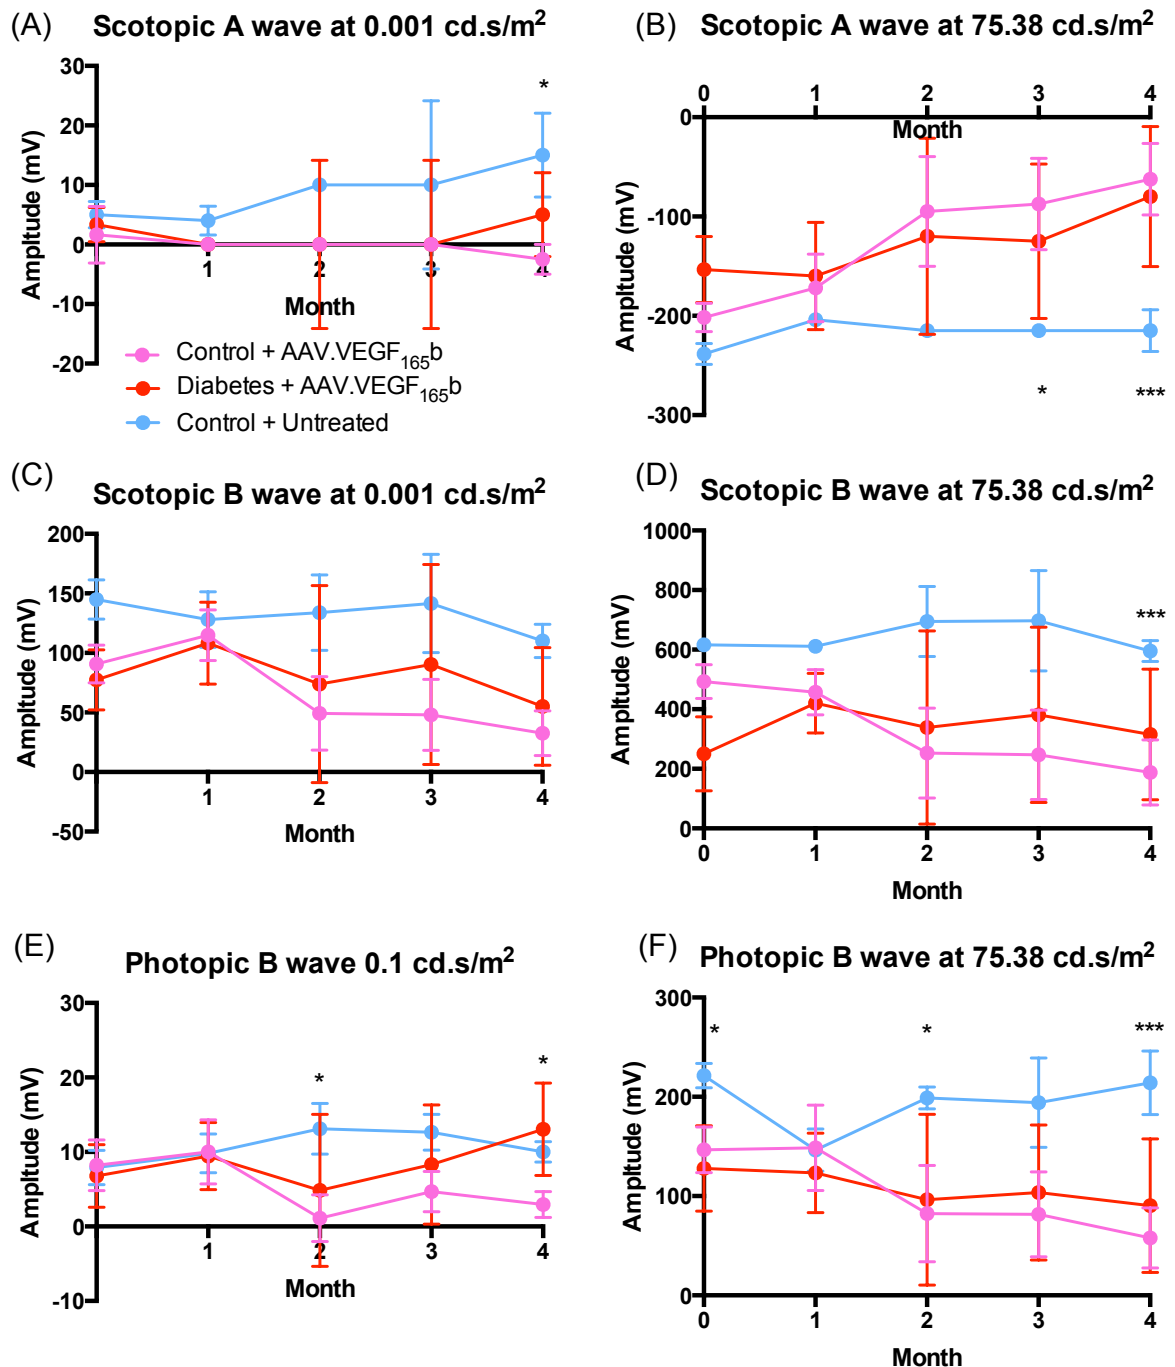 (A) Scotopic A wave at 0.001 cd.s/m²
30
20
10
0
-10
-20
Ampltude (mV)
1 2 3 4
Month
*
Control + AAV.VEGF₁₆₅b
Diabetes + AAV.VEGF₁₆₅b
Control + Untreated
(B) Scotopic A wave at 75.38 cd.s/m²
0 1 2 3 4
Month
0
-100
-200
-300
Ampltude (mV)
* ***
(C) Scotopic B wave at 0.001 cd.s/m²
200
150
100
50
0
-50
Ampltude (mV)
1 2 3 4
Month
(D) Scotopic B wave at 75.38 cd.s/m²
1000
800
600
400
200
0
Ampltude (mV)
***
0 1 2 3 4
Month
(E) Photopic B wave 0.1 cd.s/m²
30
20
10
0
-10
Ampltude (mV)
* *
1 2 3 4
Month
(F) Photopic B wave at 75.38 cd.s/m²
300
200
100
0
Ampltude (mV)
* * ***
0 1 2 3 4
Month